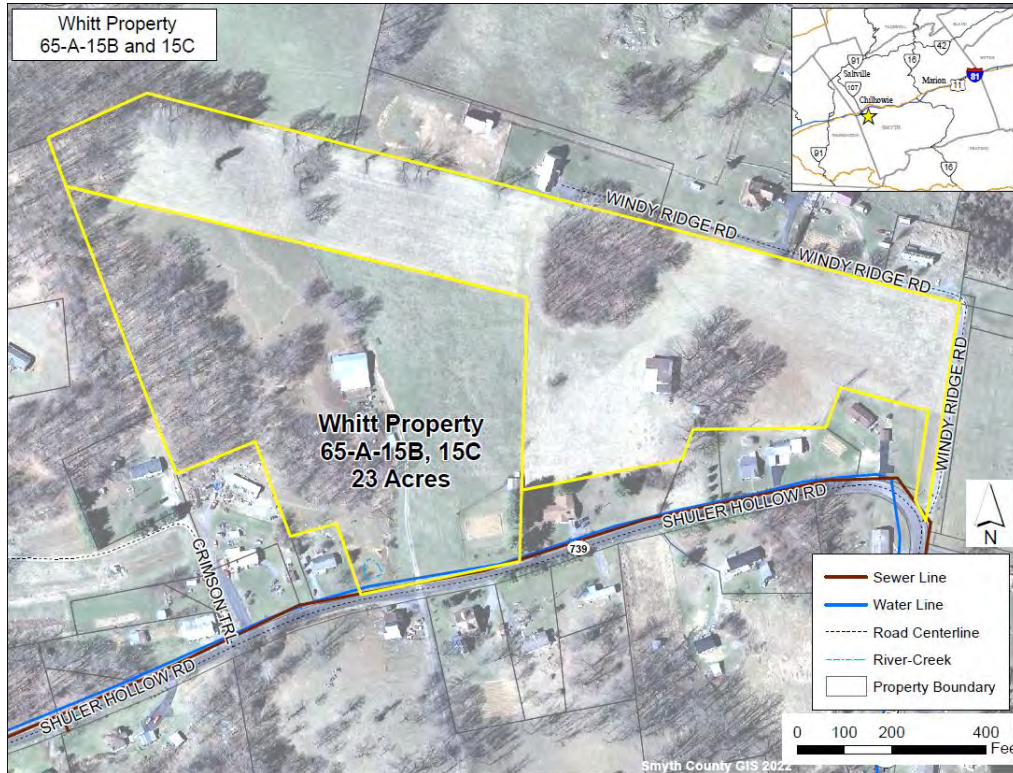 Whitt Property
65-A-15B and 15C
91
16
42
Saltville
107
Marion
11
81
Chilhowie
SMYTH
91
16
WINDY RIDGE RD
WINDY RIDGE RD
WINDY RIDGE RD
Whitt Property
65-A-15B, 15C
23 Acres
SHULER HOLLOW RD
739
CRIMSON TRL
SHULER HOLLOW RD
N
Sewer Line
Water Line
Road Centerline
River-Creek
Property Boundary
0 100 200 400
Feet
Smyth County GIS 2022